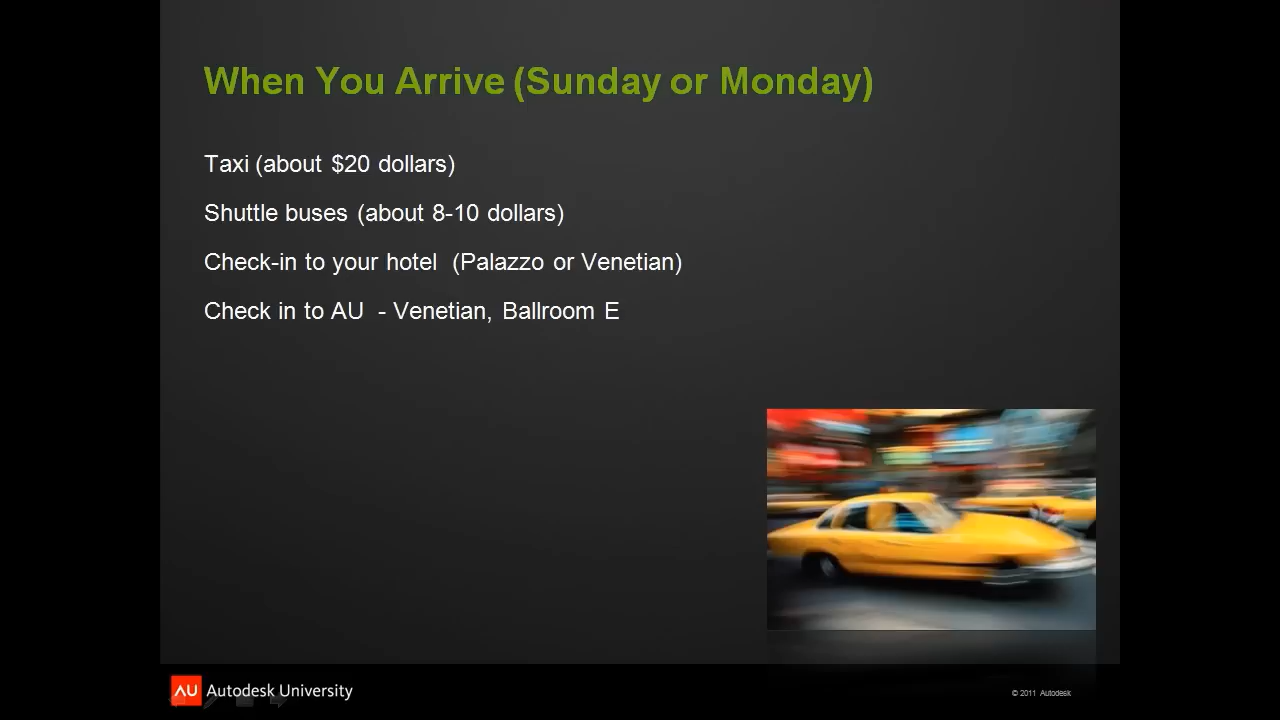 When You Arrive (Sunday or Monday)
Taxi (about $20 dollars)
Shuttle buses (about 8-10 dollars)
Check-in to your hotel  (Palazzo or Venetian)
Check in to AU  - Venetian, Ballroom E
AU Autodesk University
© 2011 Autodesk